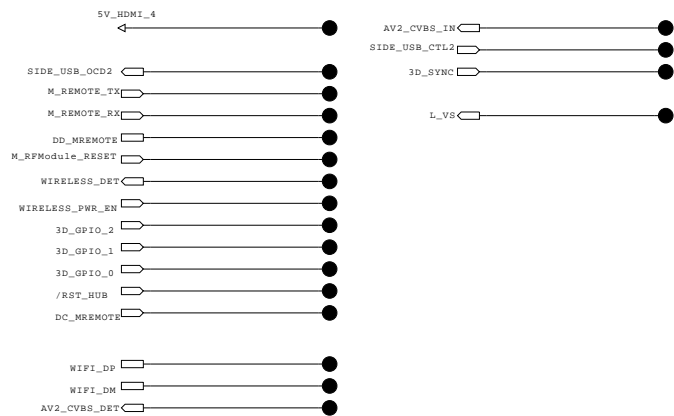 5V_HDMI_4
SIDE_USB_OCD2
M_REMOTE_TX
M_REMOTE_RX
DD_MREMOTE
M_RFModule_RESET
WIRELESS_DET
WIRELESS_PWR_EN
3D_GPIO_2
3D_GPIO_1
3D_GPIO_0
/RST_HUB
DC_MREMOTE
WIFI_DP
WIFI_DM
AV2_CVBS_DET
AV2_CVBS_IN
SIDE_USB_CTL2
3D_SYNC
L_VS